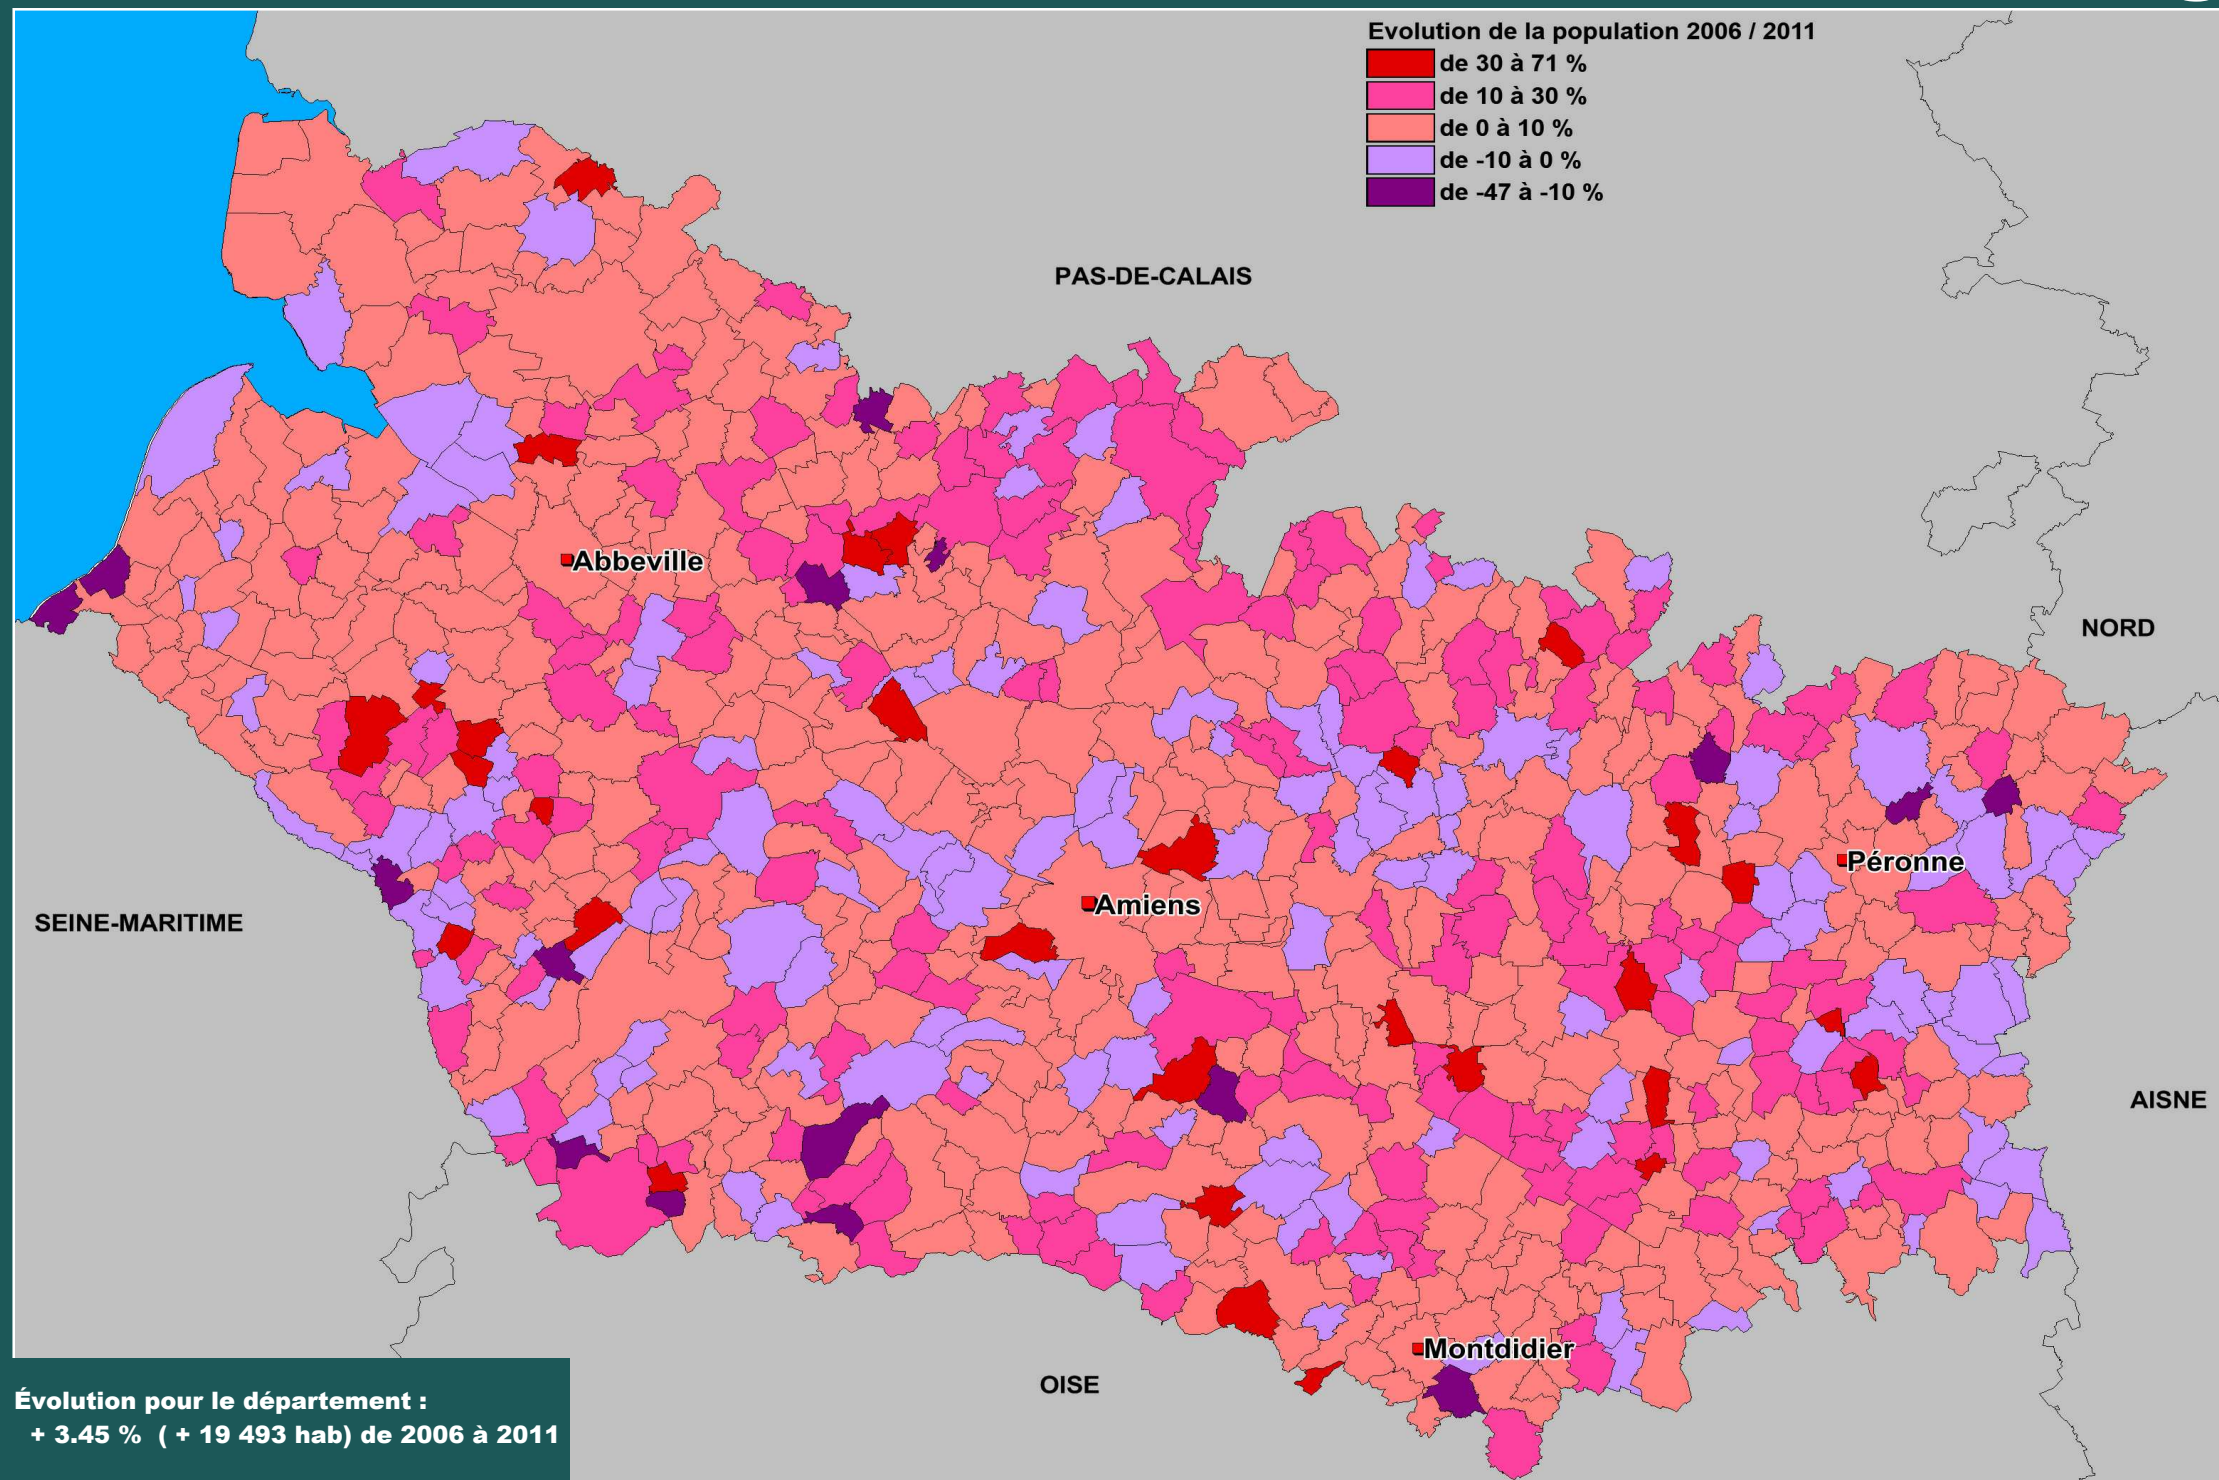 Evolution de la population 2006 / 2011
de 30 à 71 %
de 10 à 30 %
de 0 à 10 %
de -10 à 0 %
de -47 à -10 %
PAS-DE-CALAIS
Abbeville
NORD
Péronne
Amiens
SEINE-MARITIME
AISNE
Montdidier
OISE
Évolution pour le département :
+ 3.45 % ( + 19 493 hab) de 2006 à 2011